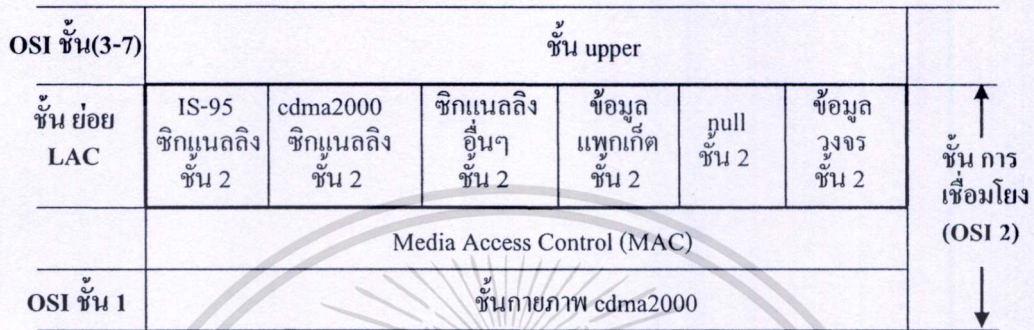 OSI ชั้น(3-7)
ชั้น upper
ชั้น ย่อย
LAC
IS-95
ซิกแนลลิง
ชั้น 2
cdma2000
ซิกแนลลิง
ชั้น 2
ซิกแนลลิง
อื่นๆ
ชั้น 2
ข้อมูล
แพกเก็ต
ชั้น 2
null
ชั้น 2
ข้อมูล
วงจร
ชั้น 2
ชั้น การ
เชื่อมโยง
(OSI 2)
Media Access Control (MAC)
OSI ชั้น 1
ชั้นกายภาพ cdma2000